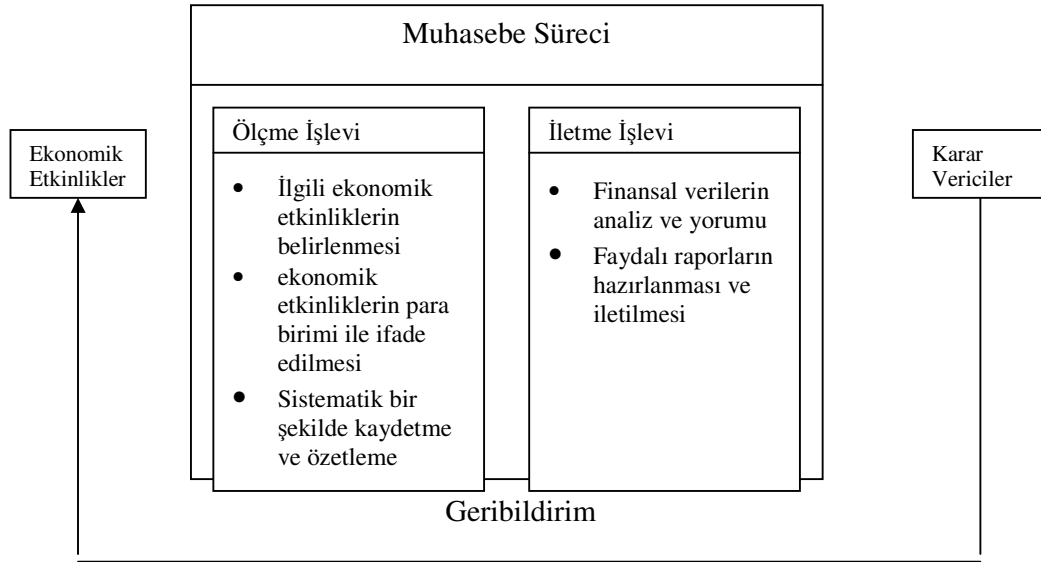 Muhasebe Süreci
Ekonomik
Etkinlikler
Ölçme İşlevi
• İlgili ekonomik
etkinliklerin
belirlenmesi
• ekonomik
etkinliklerin para
birimi ile ifade
edilmesi
• Sistematik bir
şekilde kaydetme
ve özetleme
İletme İşlevi
• Finansal verilerin
analiz ve yorumu
• Faydalı raporların
hazırlanması ve
iletilmesi
Karar
Vericiler
Geribildirim